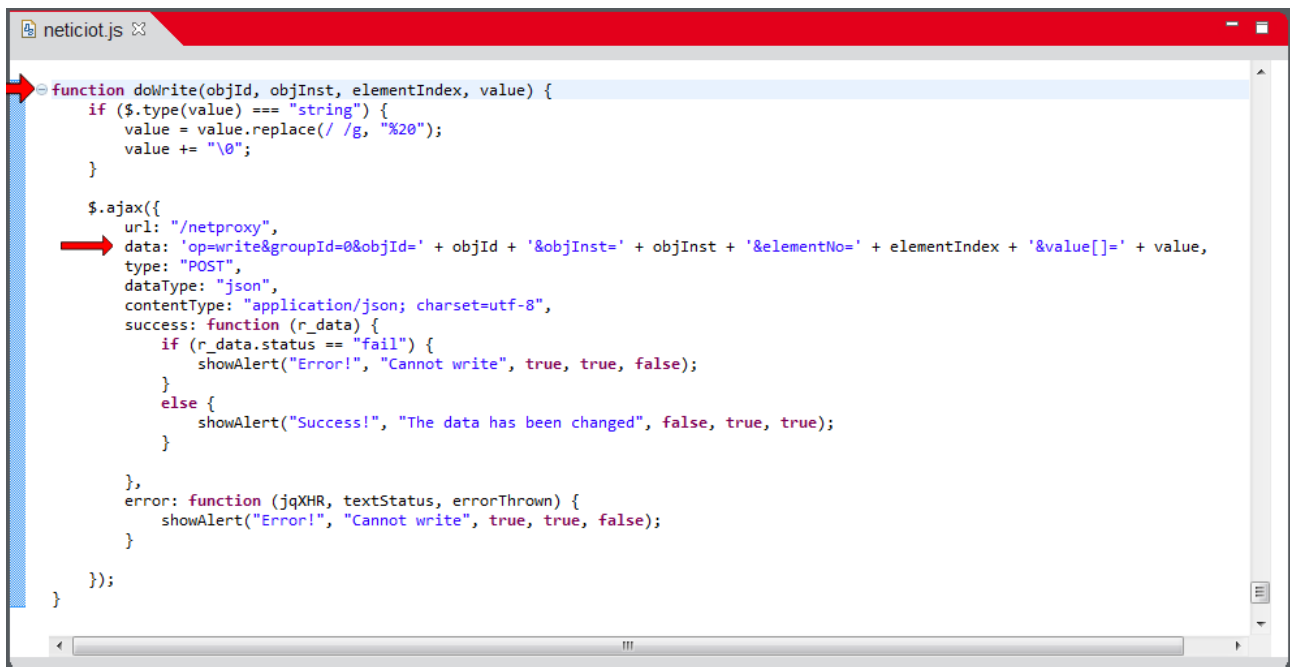 neticiot.js
function doWrite(objId, objInst, elementIndex, value) {
if ($.type(value) === "string") {
value = value.replace(/ /g, "%20");
value += "\0";
}
$.ajax({
url: "/netproxy",
data: 'op=write&groupId=0&objId=' + objId + '&objInst=' + objInst + '&elementNo=' + elementIndex + '&value[]=' + value,
type: "POST",
dataType: "json",
contentType: "application/json; charset=utf-8",
success: function (r_data) {
if (r_data.status == "fail") {
showAlert("Error!", "Cannot write", true, true, false);
}
else {
showAlert("Success!", "The data has been changed", false, true, true);
}
},
error: function (jqXHR, textStatus, errorThrown) {
showAlert("Error!", "Cannot write", true, true, false);
}
});
}